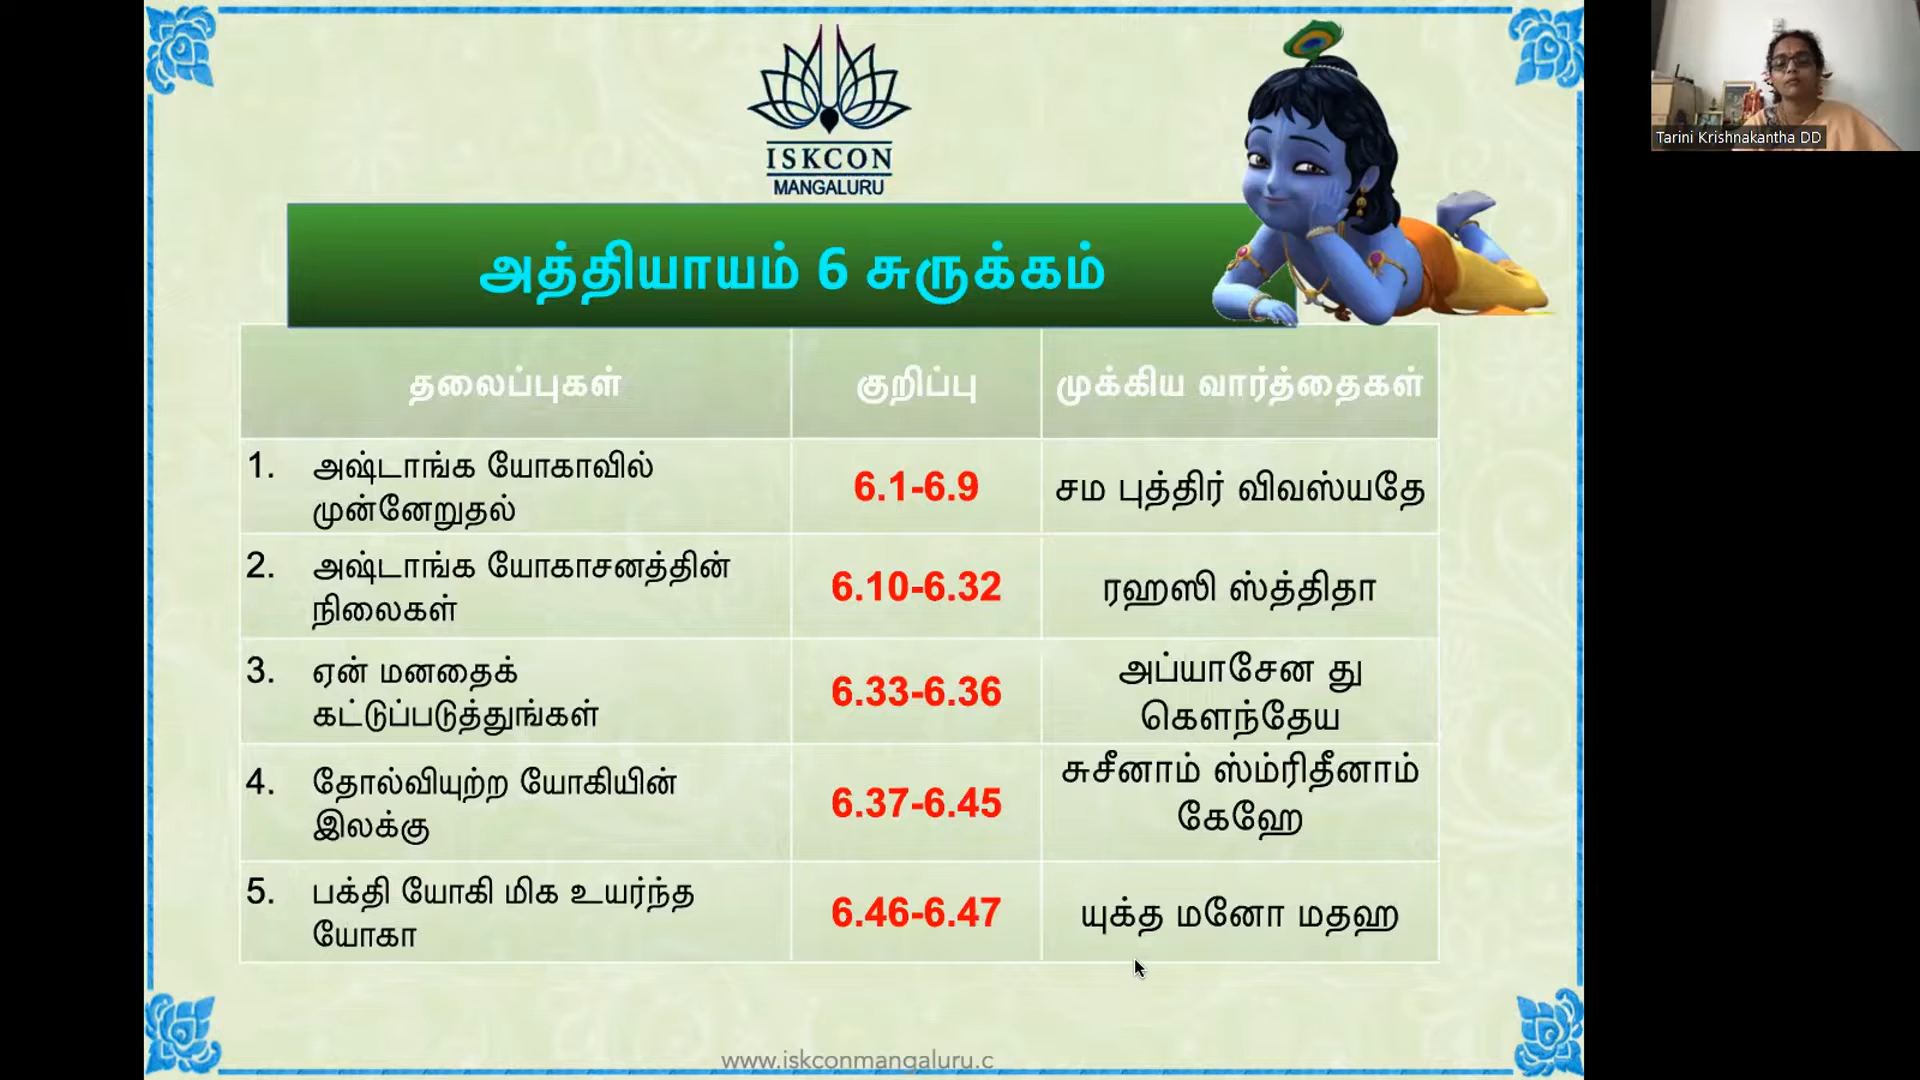 ISKCON
MANGALURU
Tarini Krishnakantha DD
அத்தியாயம் 6 சுருக்கம்
தலைப்புகள் குறிப்பு முக்கிய வார்த்தைகள்
1. அஷ்டாங்க யோகாவில்
முன்னேறுதல்
6.1-6.9
சம புத்திர் விவஸ்யதே
2. அஷ்டாங்க யோகாசனத்தின்
நிலைகள்
6.10-6.32
ரஹஸி ஸ்த்திதா
3. ஏன் மனதைக்
கட்டுப்படுத்துங்கள்
6.33-6.36
அப்யாசேன து
கௌந்தேய
4. தோல்வியுற்ற யோகியின்
இலக்கு
6.37-6.45
சுசீனாம் ஸ்ம்ரிதீனாம்
கேஹே
5. பக்தி யோகி மிக உயர்ந்த
யோகா
6.46-6.47
யுக்த மனோ மதஹ
www.iskconmangaluru.c